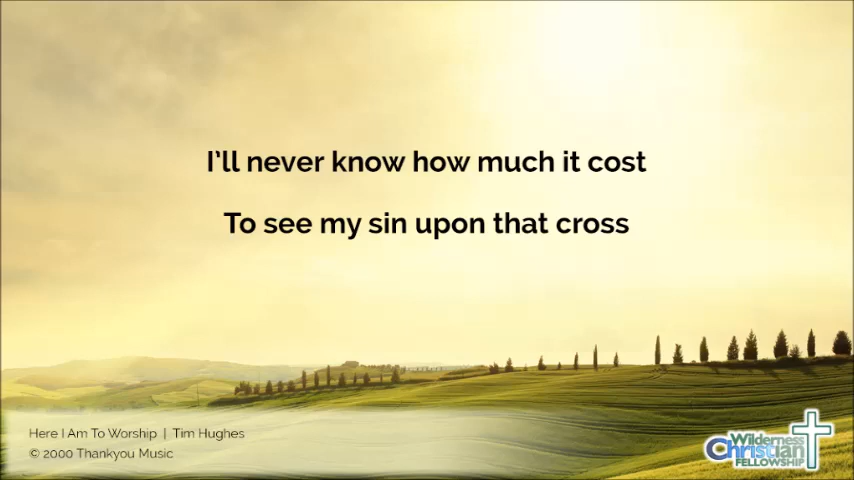 I'll never know how much it cost
To see my sin upon that cross
Here I Am To Worship | Tim Hughes
© 2000 Thankyou Music
Wilderness
Christian
FELLOWSHIP